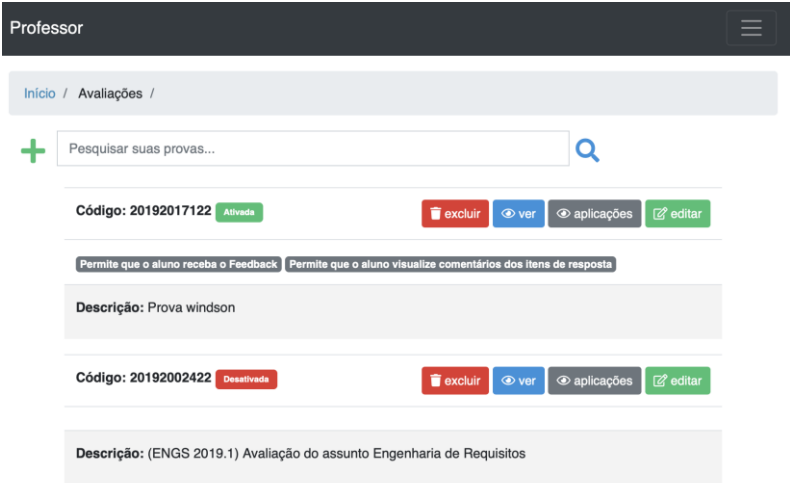 Professor
Início / Avaliações /
Pesquisar suas provas...
Código: 20192017122 Ativada excluir ver aplicações editar
Permite que o aluno receba o Feedback Permite que o aluno visualize comentários dos itens de resposta
Descrição: Prova windson
Código: 20192002422 Desativada excluir ver aplicações editar
Descrição: (ENGS 2019.1) Avaliação do assunto Engenharia de Requisitos